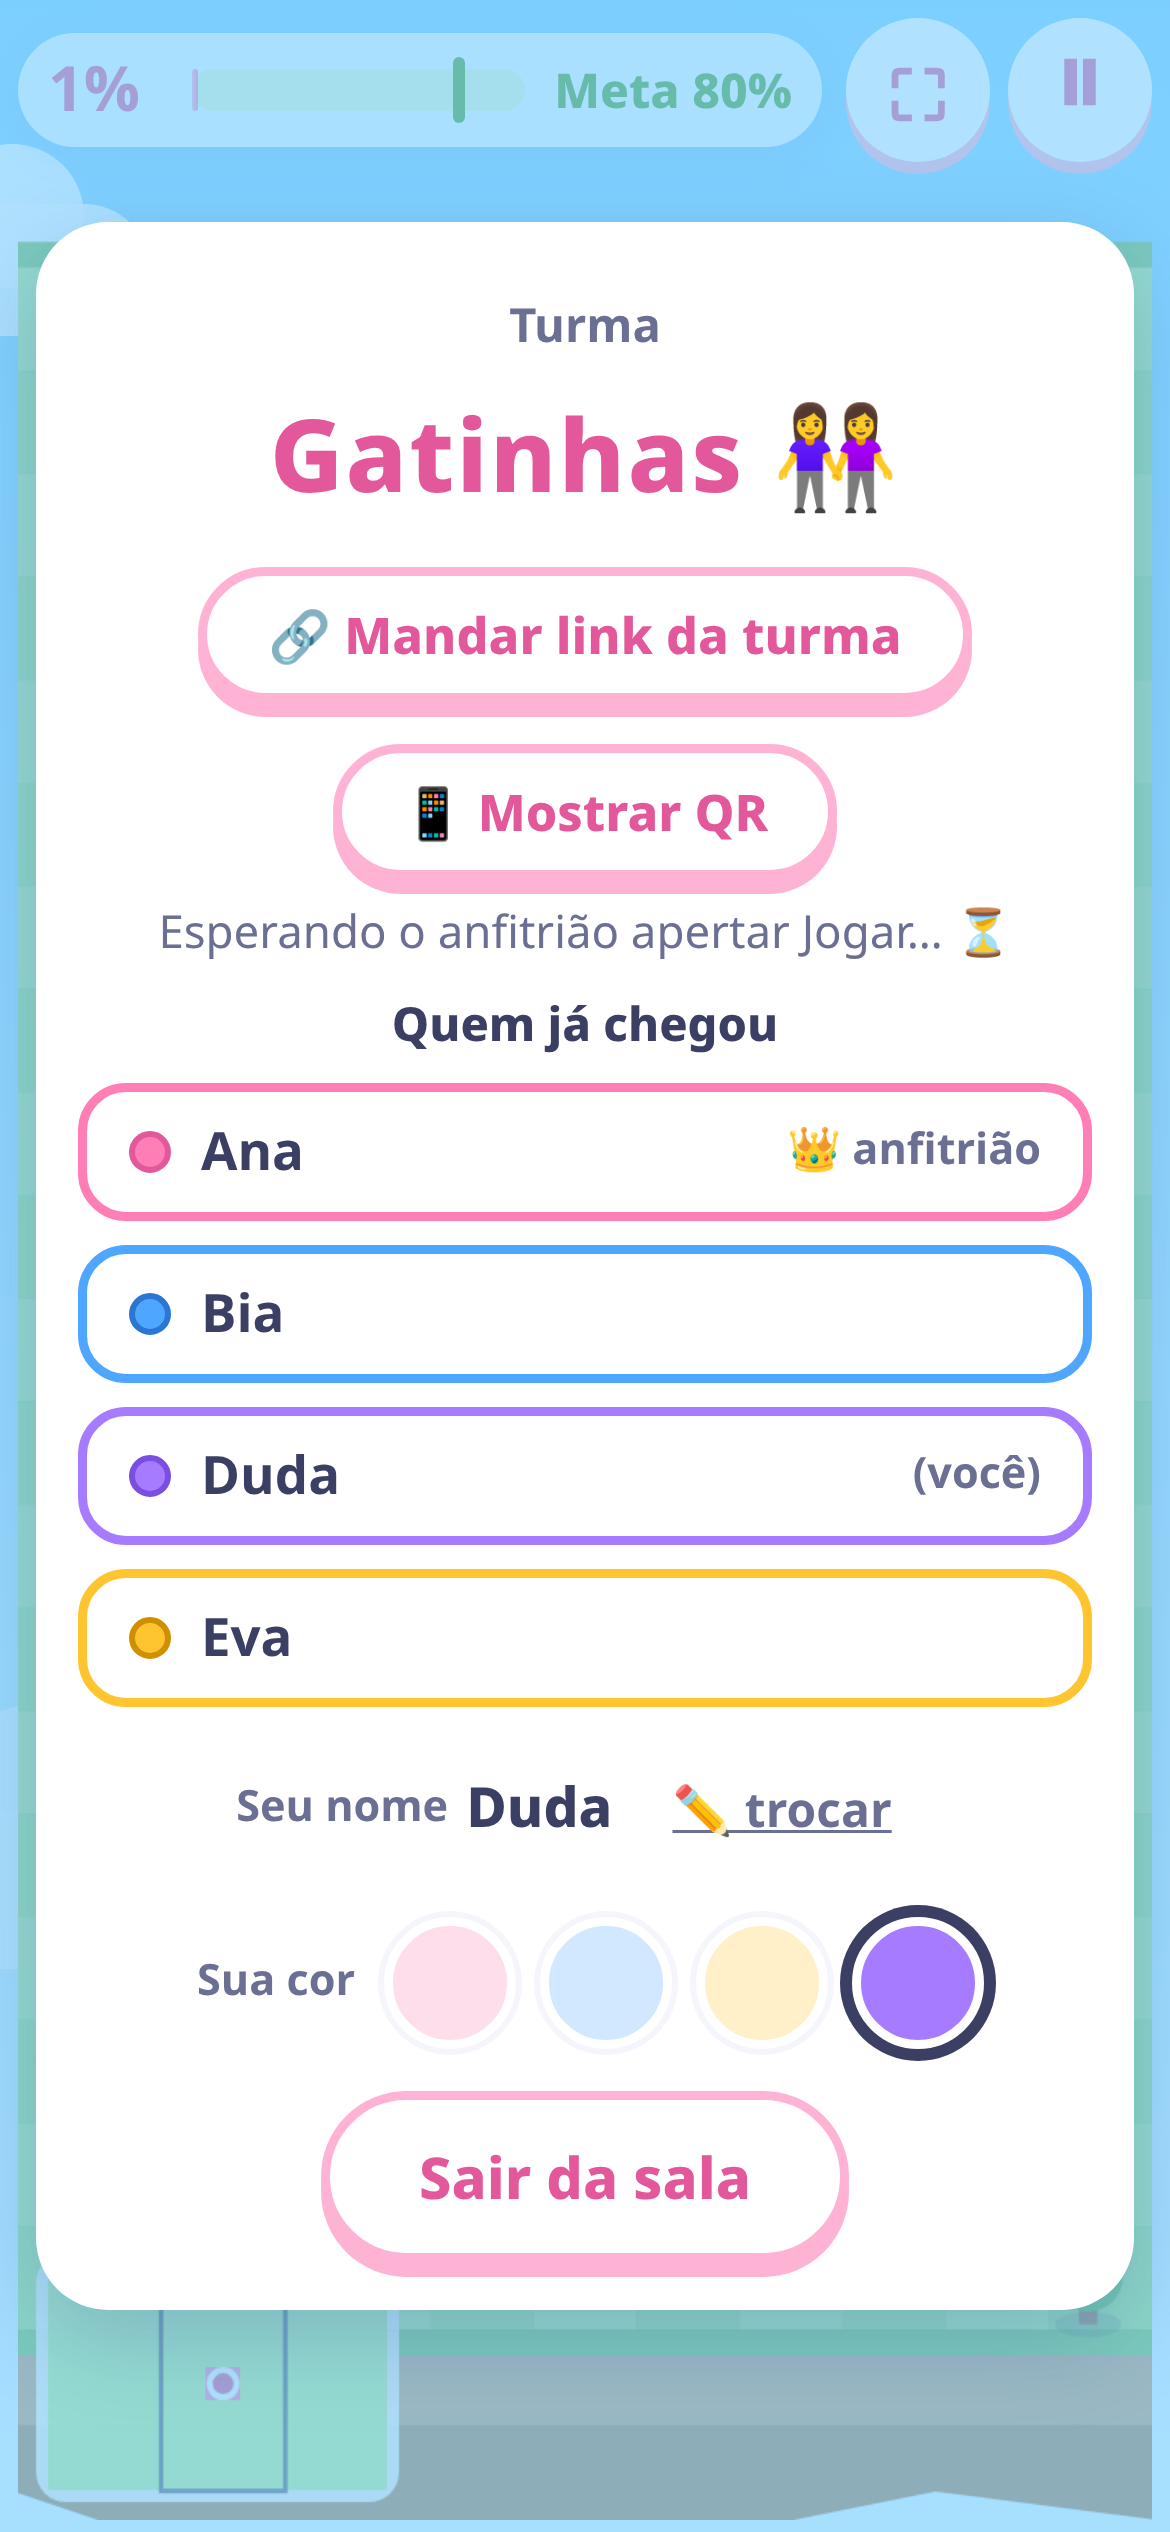 1%
Meta 80%
Turma
Gatinhas 👭
🔗 Mandar link da turma
📱 Mostrar QR
Esperando o anfitrião apertar Jogar... ⏳
Quem já chegou
Ana 👑 anfitrião
Bia
Duda (você)
Eva
Seu nome Duda ✏️ trocar
Sua cor
Sair da sala